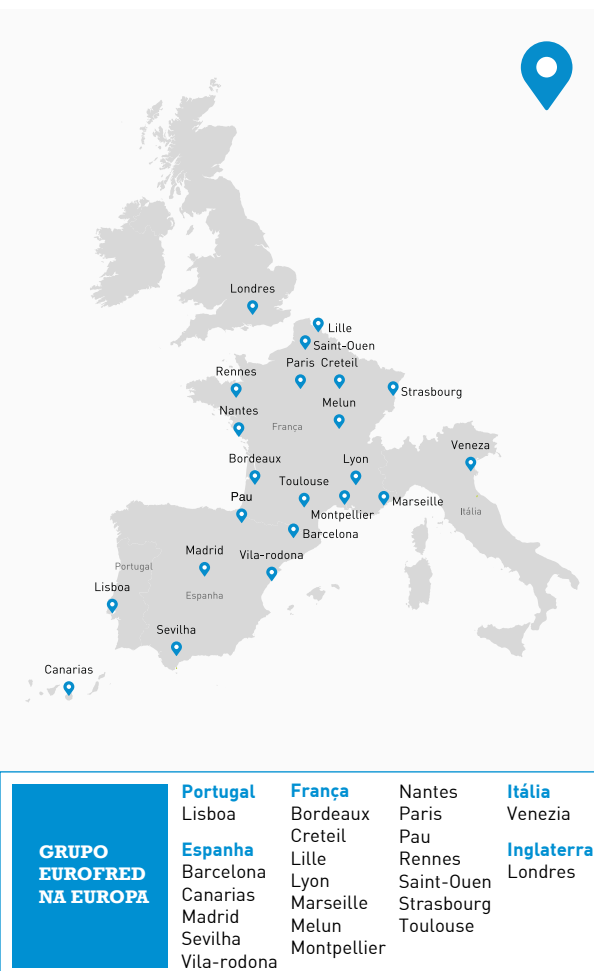 Londres
Lille
Saint-Ouen
Paris Creteil
Rennes
Strasbourg
Melun
Nantes
França
Veneza
Bordeaux
Lyon
Toulouse
Pau
Marseille
Itália
Montpellier
Barcelona
Madrid
Vila-rodona
Portugal
Lisboa
Espanha
Sevilha
Canarias
GRUPO
EUROFRED
NA EUROPA
Portugal
Lisboa
Espanha
Barcelona
Canarias
Madrid
Sevilha
Vila-rodona
França
Bordeaux
Creteil
Lille
Lyon
Marseille
Melun
Montpellier
Nantes
Paris
Pau
Rennes
Saint-Ouen
Strasbourg
Toulouse
Itália
Venezia
Inglaterra
Londres